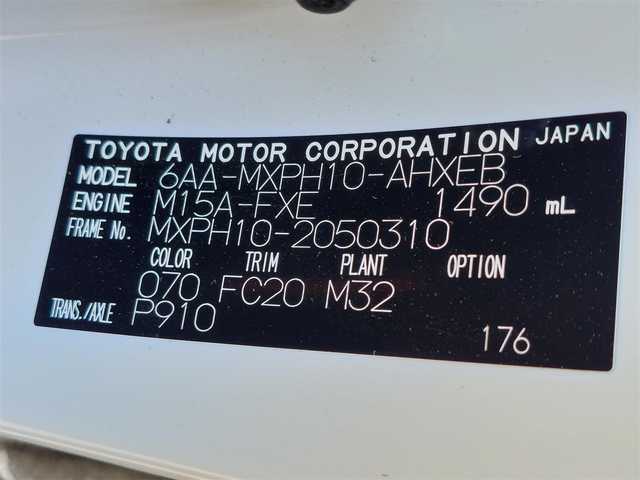 TOYOTA MOTOR CORPORATION JAPAN
MODEL 6AA-MXPH10-AHXEB
ENGINE M15A-FXE 1490 mL
FRAME No. MXPH10-2050310
COLOR TRIM PLANT OPTION
070 FC20 M32
TRANS./AXLE P910
176